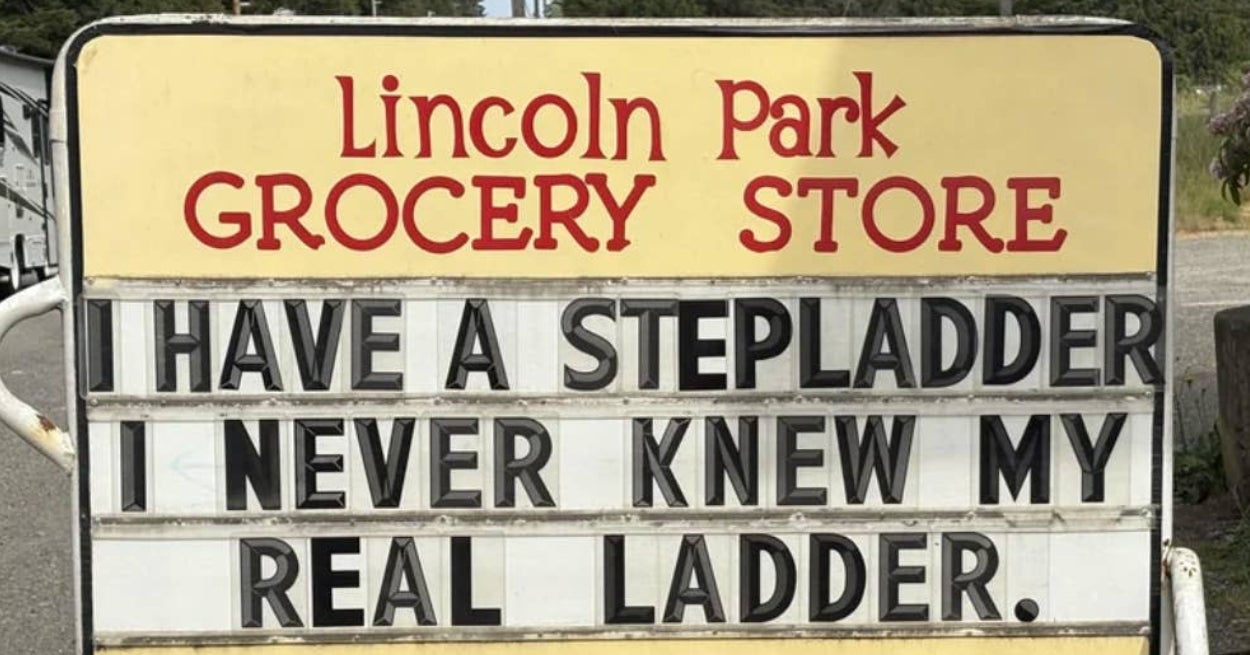 Lincoln Park
GROCERY STORE
I HAVE A STEPLADDER
I NEVER KNEW MY
REAL LADDER.